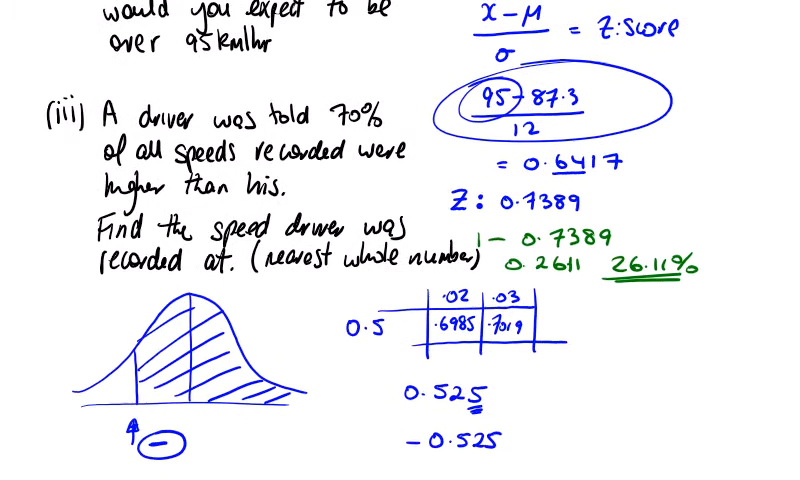 would you expect to be
over 95km/hr
x-μ / σ = Z:Score
95-87.3 / 12
= 0.6417
Z: 0.7389
1- 0.7389
0.2611 26.11%
(iii) A driver was told 70%
of all speeds recorded were
higher than his.
Find the speed driver was
recorded at. (nearest whole number)
.02 .03
0.5 .6985 .7019
0.525
-0.525
-